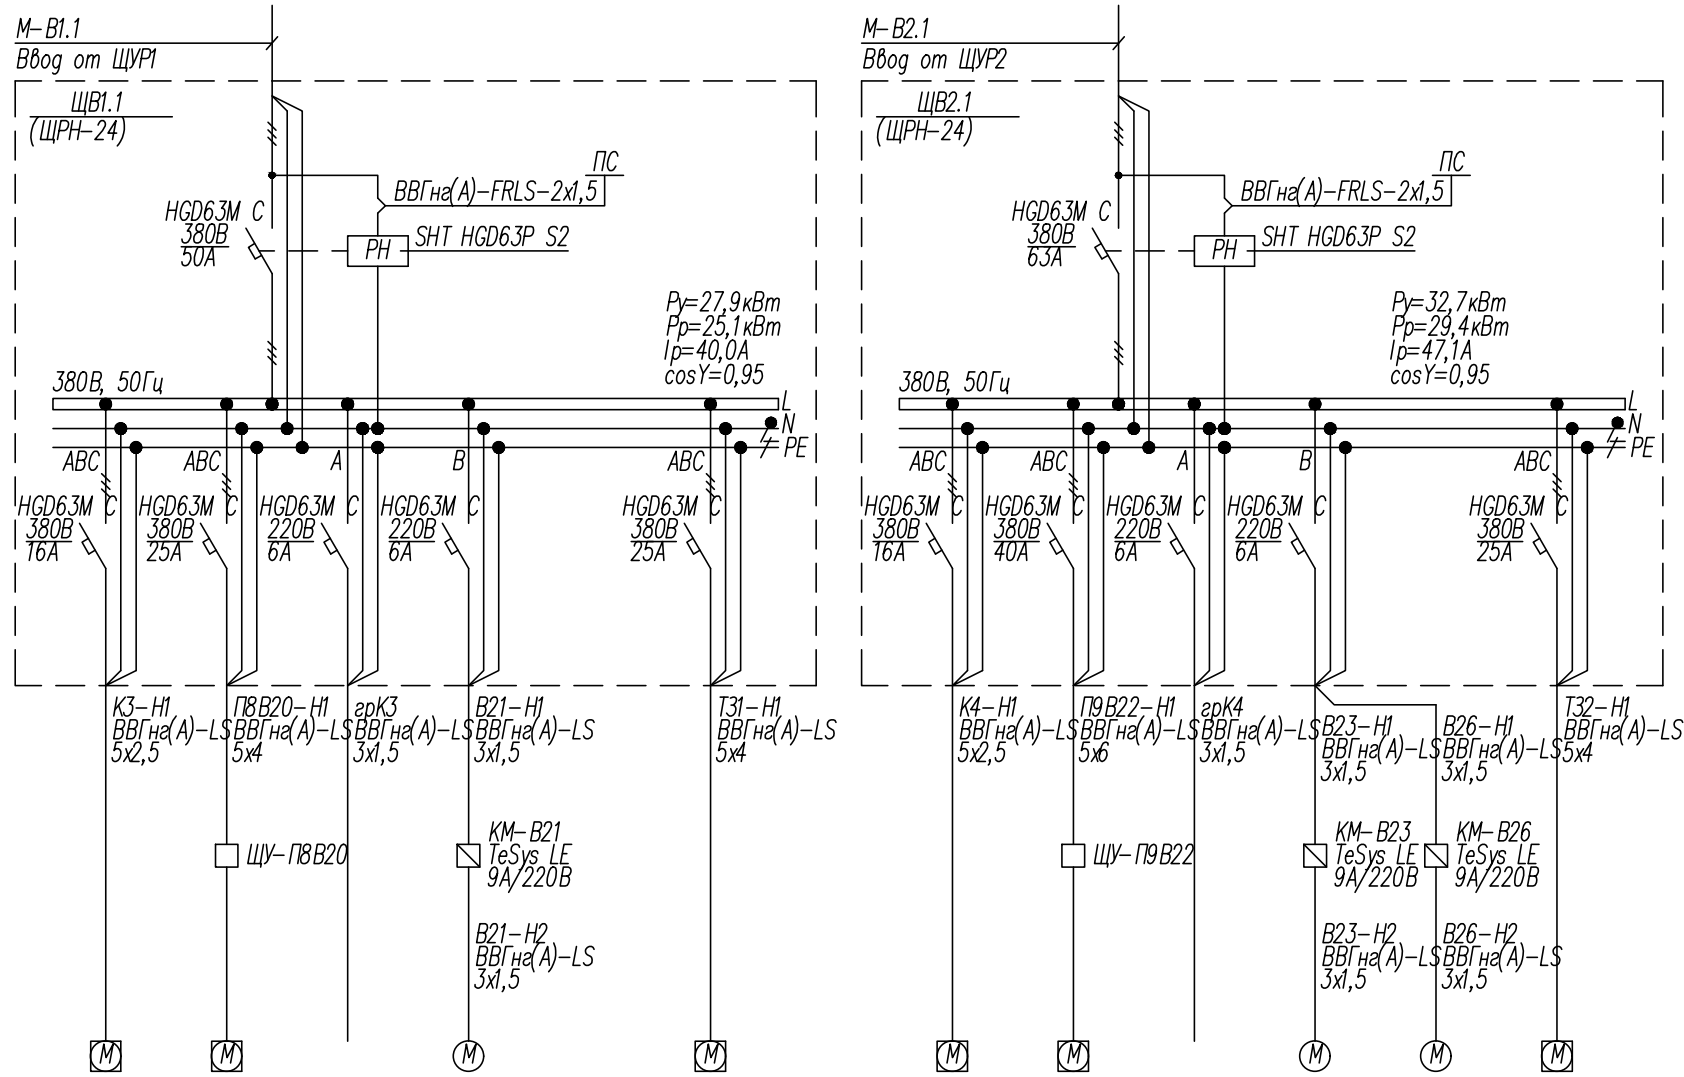 М-В1.1
Ввод от ЩУР1
ЩВ1.1
(ЩРН-24)
ПС
ВВГнг(А)-FRLS-2х1,5
HGD63M C
380В
50А
РН
SHT HGD63P S2
Ру=27,9кВт
Рр=25,1кВт
Iр=40,0А
cosY=0,95
380В, 50Гц
L
N
PE
АВС
АВС
А
В
АВС
HGD63M C
380В
16А
HGD63M C
380В
25А
HGD63M C
220В
6А
HGD63M C
220В
6А
HGD63M C
380В
25А
К3-Н1
ВВГнг(А)-LS
5х2,5
П8В20-Н1
ВВГнг(А)-LS
5х4
грК3
ВВГнг(А)-LS
3х1,5
В21-Н1
ВВГнг(А)-LS
3х1,5
Т31-Н1
ВВГнг(А)-LS
5х4
ЩУ-П8В20
КМ-В21
TeSys LE
9А/220В
В21-Н2
ВВГнг(А)-LS
3х1,5
М
М
М
М
М-В2.1
Ввод от ЩУР2
ЩВ2.1
(ЩРН-24)
ПС
ВВГнг(А)-FRLS-2х1,5
HGD63M C
380В
63А
РН
SHT HGD63P S2
Ру=32,7кВт
Рр=29,4кВт
Iр=47,1А
cosY=0,95
380В, 50Гц
L
N
PE
АВС
АВС
А
В
АВС
HGD63M C
380В
16А
HGD63M C
380В
40А
HGD63M C
220В
6А
HGD63M C
220В
6А
HGD63M C
380В
25А
К4-Н1
ВВГнг(А)-LS
5х2,5
П9В22-Н1
ВВГнг(А)-LS
5х6
грК4
ВВГнг(А)-LS
3х1,5
В23-Н1
ВВГнг(А)-LS
3х1,5
В26-Н1
ВВГнг(А)-LS
3х1,5
Т32-Н1
ВВГнг(А)-LS
5х4
ЩУ-П9В22
КМ-В23
TeSys LE
9А/220В
КМ-В26
TeSys LE
9А/220В
В23-Н2
ВВГнг(А)-LS
3х1,5
В26-Н2
ВВГнг(А)-LS
3х1,5
М
М
М
М
М